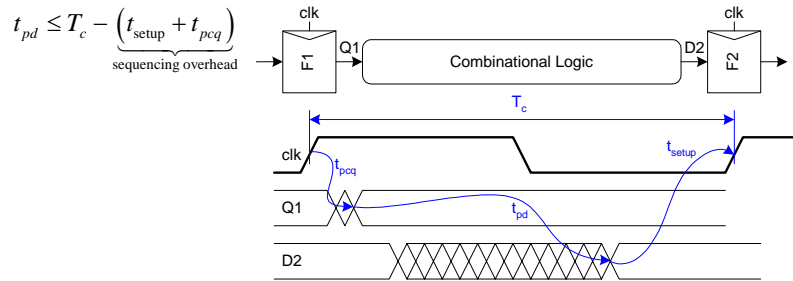 t_pd ≤ T_c − (t_setup + t_pcq)
sequencing overhead
clk
clk
F1
Q1
Combinational Logic
D2
F2
T_c
clk
t_pcq
t_setup
Q1
t_pd
D2